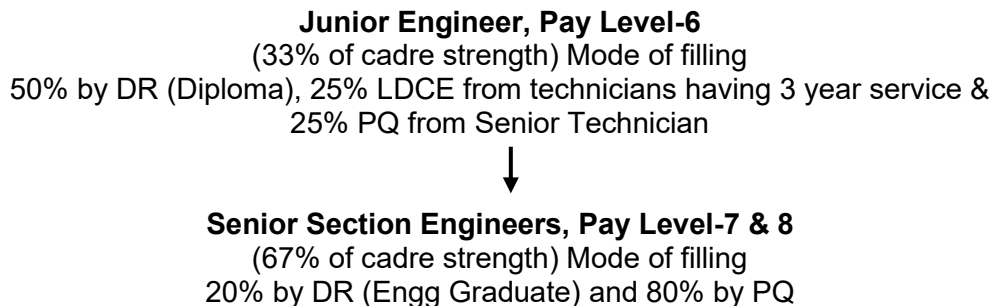 Junior Engineer, Pay Level-6
(33% of cadre strength) Mode of filling
50% by DR (Diploma), 25% LDCE from technicians having 3 year service &
25% PQ from Senior Technician
Senior Section Engineers, Pay Level-7 & 8
(67% of cadre strength) Mode of filling
20% by DR (Engg Graduate) and 80% by PQ